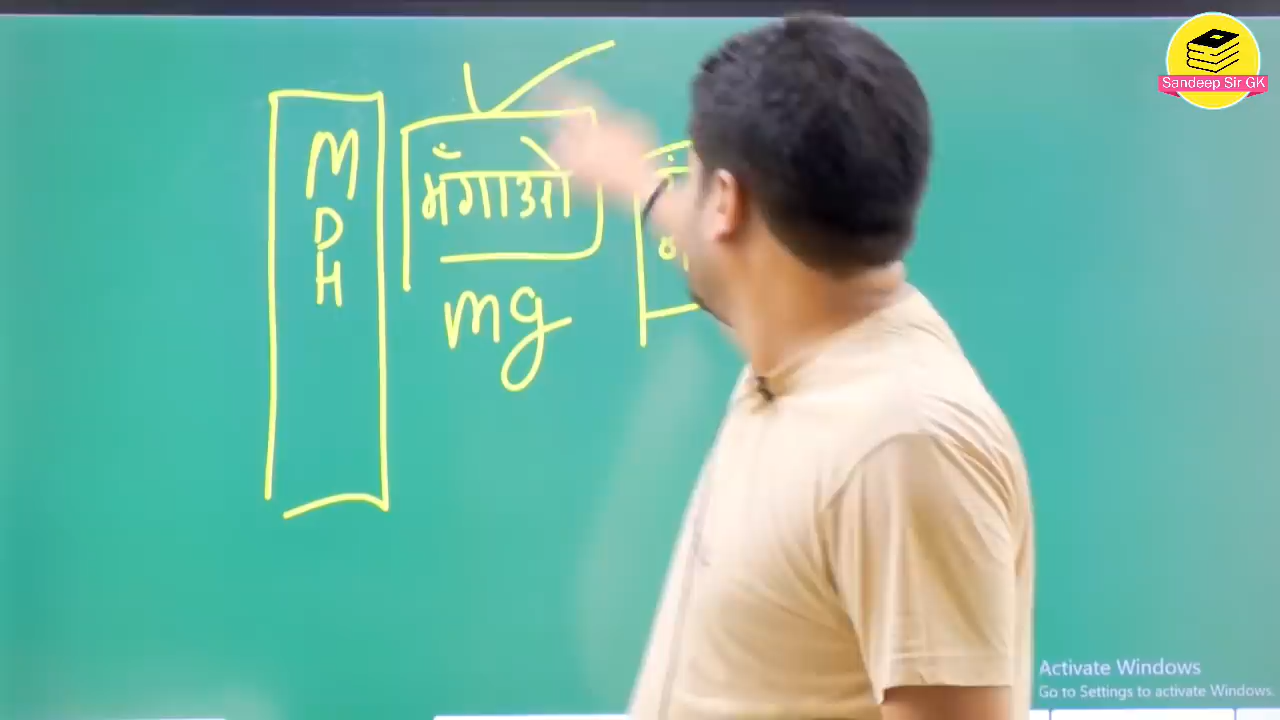 M
D
H
मँगाओ
mg
Sandeep Sir GK
Activate Windows
Go to Settings to activate Windows.